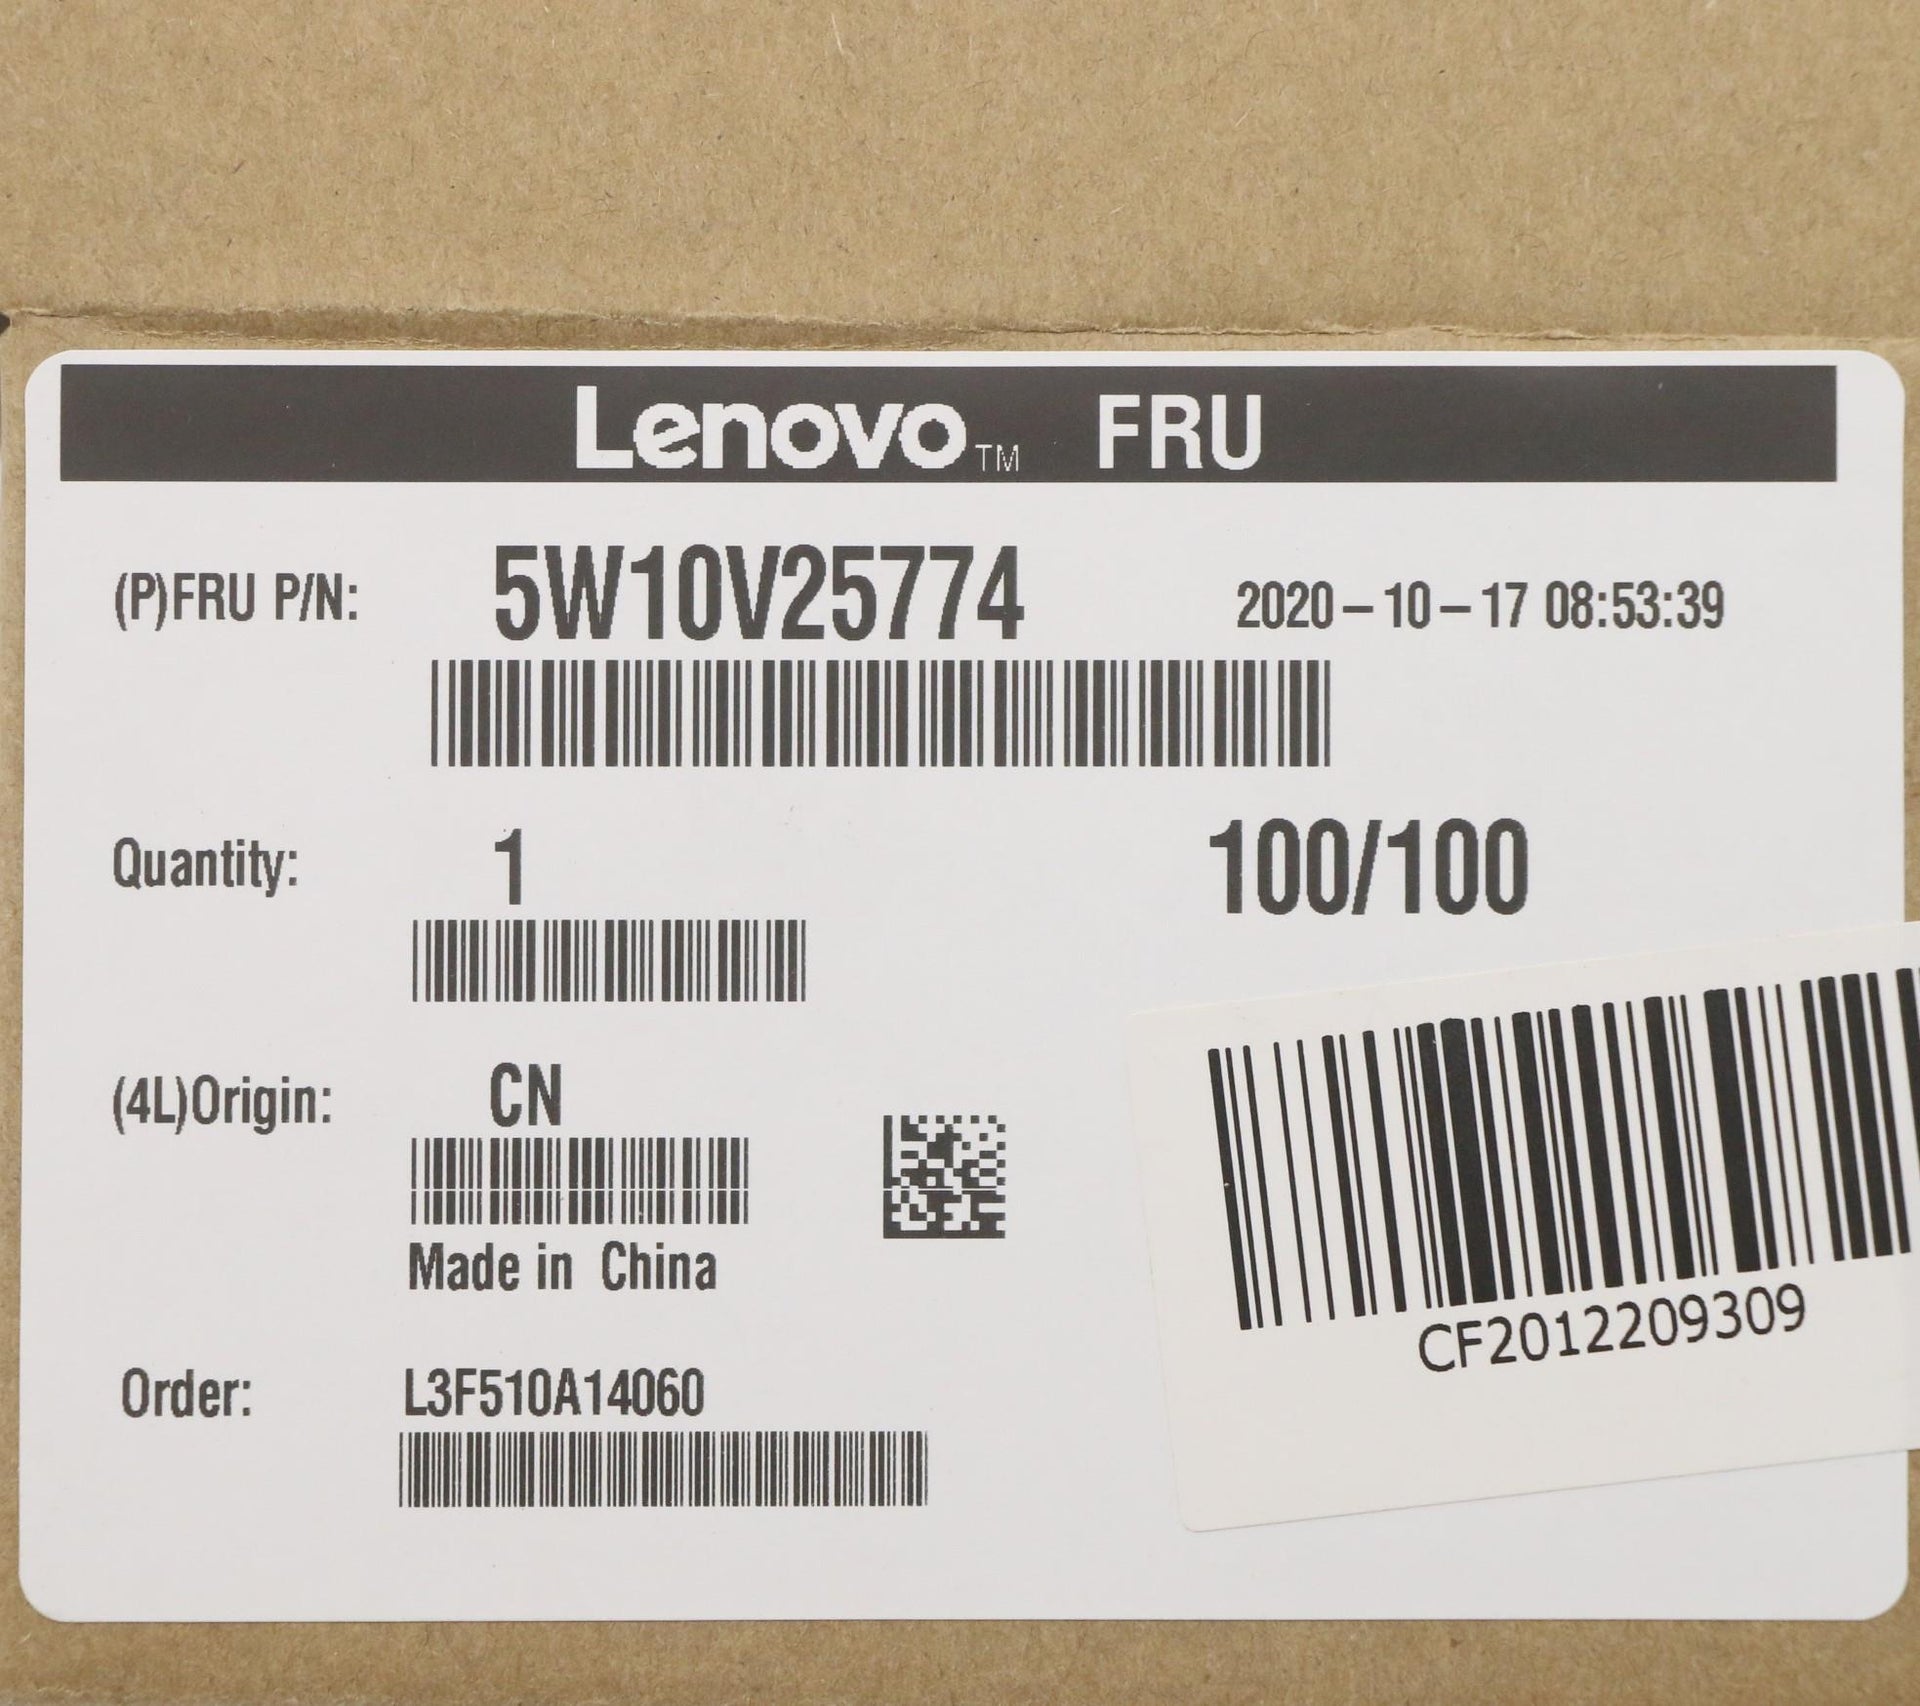 Lenovo™ FRU
(P)FRU P/N: 5W10V25774 2020-10-17 08:53:39
Quantity: 1 100/100
(4L)Origin: CN
Made in China
CF2012209309
Order: L3F510A14060